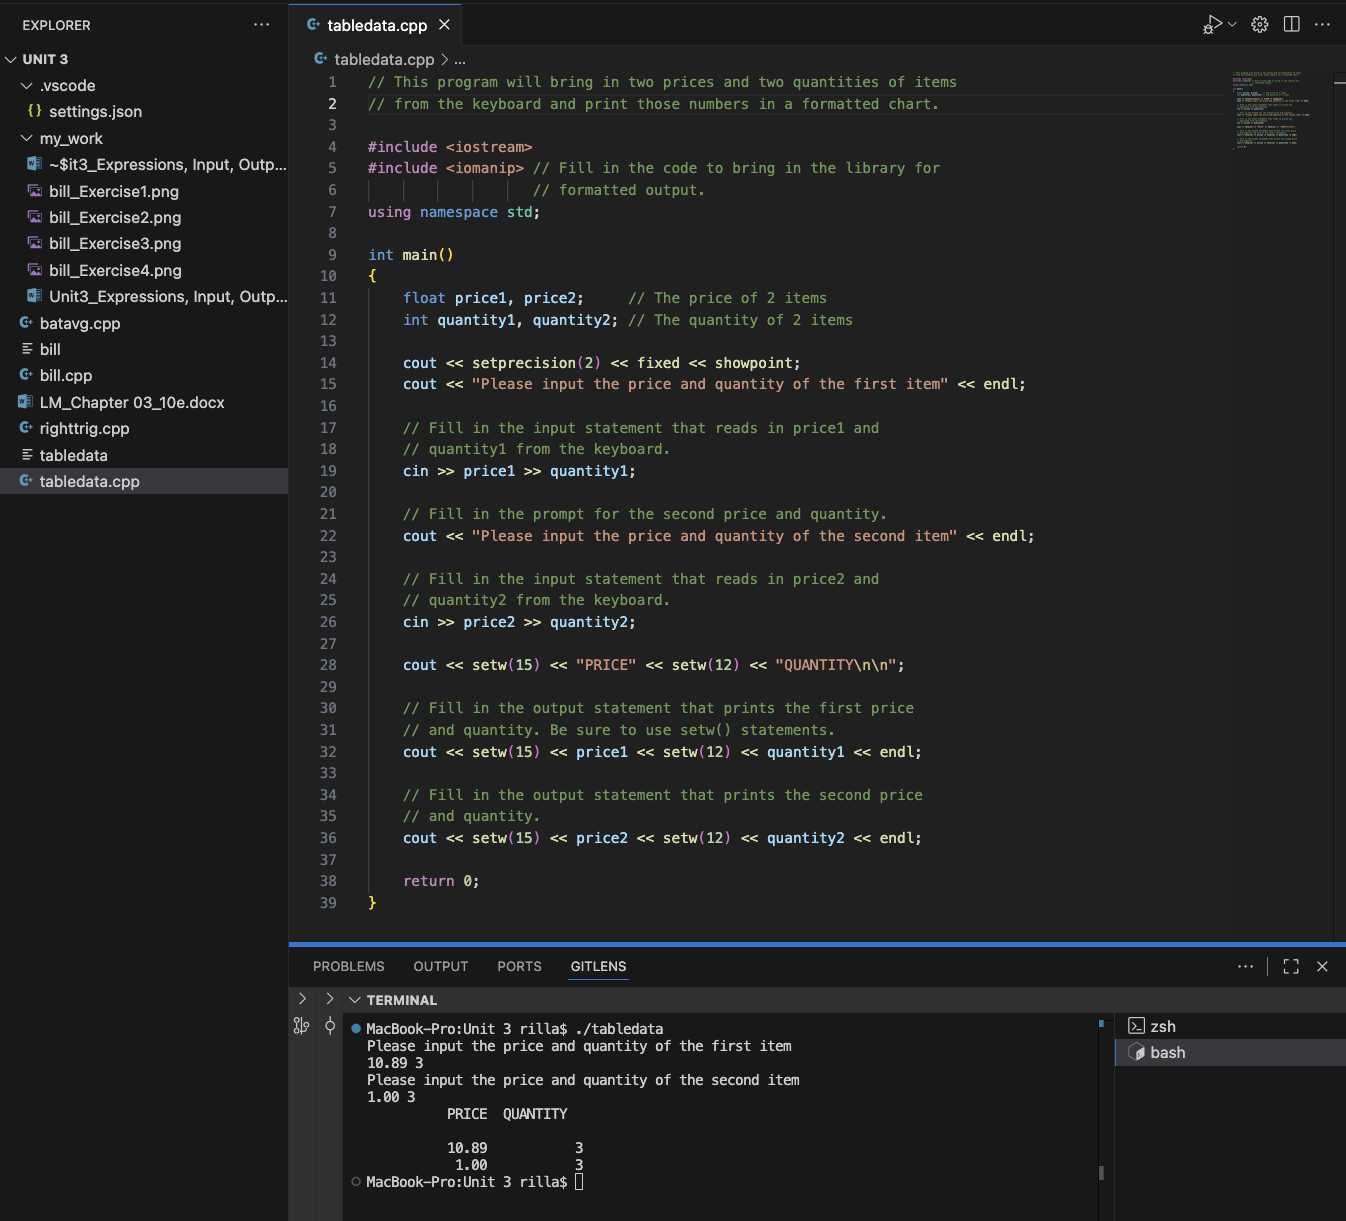 EXPLORER
UNIT 3
.vscode
settings.json
my_work
~$it3_Expressions, Input, Outp...
bill_Exercise1.png
bill_Exercise2.png
bill_Exercise3.png
bill_Exercise4.png
Unit3_Expressions, Input, Outp...
batavg.cpp
bill
bill.cpp
LM_Chapter 03_10e.docx
righttrig.cpp
tabledata
tabledata.cpp
tabledata.cpp
tabledata.cpp > ...
1 // This program will bring in two prices and two quantities of items
2 // from the keyboard and print those numbers in a formatted chart.
3
4 #include <iostream>
5 #include <iomanip> // Fill in the code to bring in the library for
6 // formatted output.
7 using namespace std;
8
9 int main()
10 {
11 float price1, price2; // The price of 2 items
12 int quantity1, quantity2; // The quantity of 2 items
13
14 cout << setprecision(2) << fixed << showpoint;
15 cout << "Please input the price and quantity of the first item" << endl;
16
17 // Fill in the input statement that reads in price1 and
18 // quantity1 from the keyboard.
19 cin >> price1 >> quantity1;
20
21 // Fill in the prompt for the second price and quantity.
22 cout << "Please input the price and quantity of the second item" << endl;
23
24 // Fill in the input statement that reads in price2 and
25 // quantity2 from the keyboard.
26 cin >> price2 >> quantity2;
27
28 cout << setw(15) << "PRICE" << setw(12) << "QUANTITY\n\n";
29
30 // Fill in the output statement that prints the first price
31 // and quantity. Be sure to use setw() statements.
32 cout << setw(15) << price1 << setw(12) << quantity1 << endl;
33
34 // Fill in the output statement that prints the second price
35 // and quantity.
36 cout << setw(15) << price2 << setw(12) << quantity2 << endl;
37
38 return 0;
39 }
PROBLEMS OUTPUT PORTS GITLENS
TERMINAL
MacBook-Pro:Unit 3 rilla$ ./tabledata
Please input the price and quantity of the first item
10.89 3
Please input the price and quantity of the second item
1.00 3
PRICE QUANTITY
10.89 3
1.00 3
MacBook-Pro:Unit 3 rilla$
zsh
bash